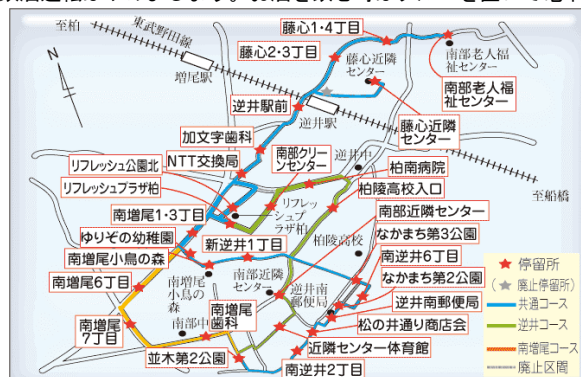 至柏
東武野田線
増尾駅
藤心1・4丁目
藤心2・3丁目
藤心近隣
センター
南部老人福
祉センター
南部老人
福祉センター
逆井駅前
逆井駅
藤心近隣
センター
加文字歯科
NTT交換局
リフレッシュ公園北
リフレッシュプラザ柏
南部クリー
ンセンター
逆井中
柏南病院
柏陵高校入口
至船橋
リフレッ
シュプ
ラザ柏
南増尾1・3丁目
ゆりぞの幼稚園
南増尾小鳥の森
新逆井1丁目
柏陵高校
南部近隣センター
なかまち第3公園
南逆井6丁目
なかまち第2公園
南増尾6丁目
南増尾
小鳥の
森
南部近隣
センター
逆井南
郵便局
逆井南郵便局
南増尾
7丁目
南部中
南増尾
歯科
松の井通り商店会
近隣センター体育館
並木第2公園
南逆井2丁目
停留所
(廃止停留所)
共通コース
逆井コース
南増尾コース
廃止区間